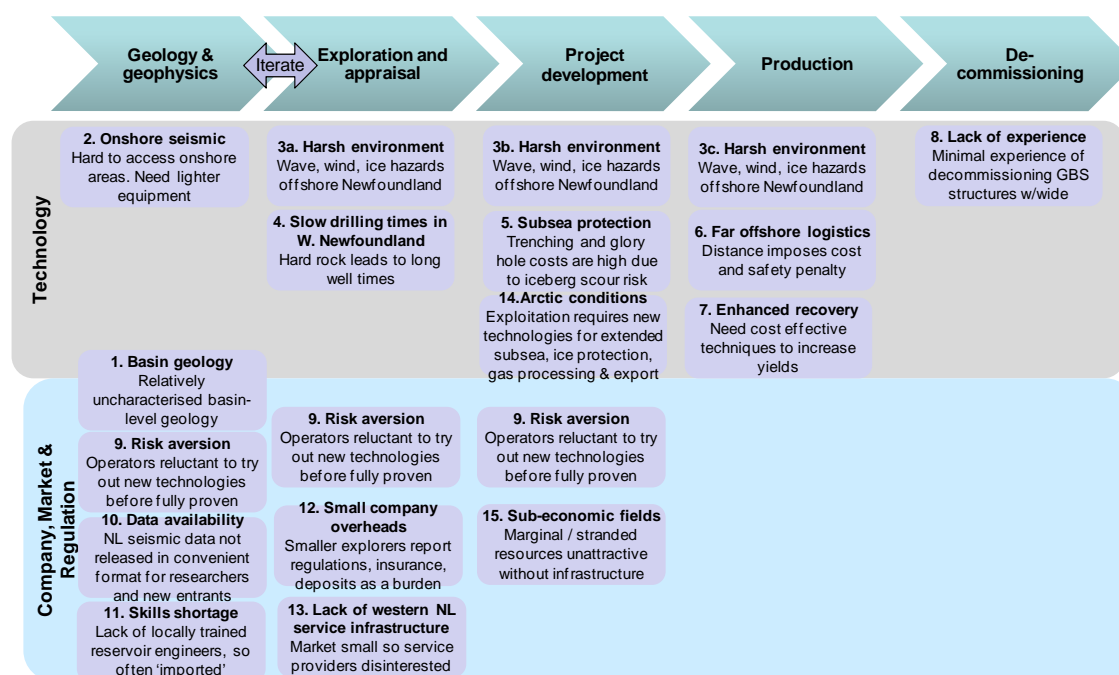 Geology &
geophysics
Iterate
Exploration and
appraisal
Project
development
Production
De-
commissioning
Technology
2. Onshore seismic
Hard to access onshore
areas. Need lighter
equipment
3a. Harsh environment
Wave, wind, ice hazards
offshore Newfoundland
4. Slow drilling times in
W. Newfoundland
Hard rock leads to long
well times
3b. Harsh environment
Wave, wind, ice hazards
offshore Newfoundland
5. Subsea protection
Trenching and glory
hole costs are high due
to iceberg scour risk
14.Arctic conditions
Exploitation requires new
technologies for extended
subsea, ice protection,
gas processing & export
3c. Harsh environment
Wave, wind, ice hazards
offshore Newfoundland
6. Far offshore logistics
Distance imposes cost
and safety penalty
7. Enhanced recovery
Need cost effective
techniques to increase
yields
8. Lack of experience
Minimal experience of
decommissioning GBS
structures w/wide
Company, Market &
Regulation
1. Basin geology
Relatively
uncharacterised basin-
level geology
9. Risk aversion
Operators reluctant to try
out new technologies
before fully proven
10. Data availability
NL seismic data not
released in convenient
format for researchers
and new entrants
11. Skills shortage
Lack of locally trained
reservoir engineers, so
often ‘imported’
9. Risk aversion
Operators reluctant to try
out new technologies
before fully proven
12. Small company
overheads
Smaller explorers report
regulations, insurance,
deposits as a burden
13. Lack of western NL
service infrastructure
Market small so service
providers disinterested
9. Risk aversion
Operators reluctant to try
out new technologies
before fully proven
15. Sub-economic fields
Marginal / stranded
resources unattractive
without infrastructure